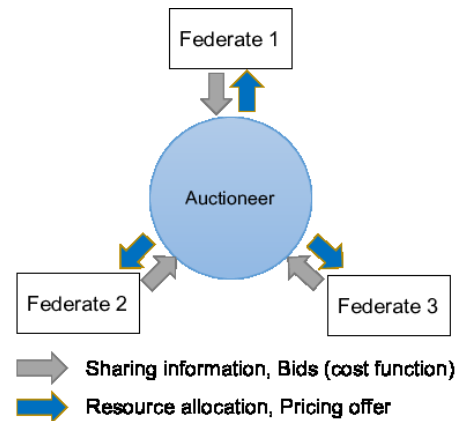 Federate 1
Auctioneer
Federate 2
Federate 3
Sharing information, Bids (cost function)
Resource allocation, Pricing offer